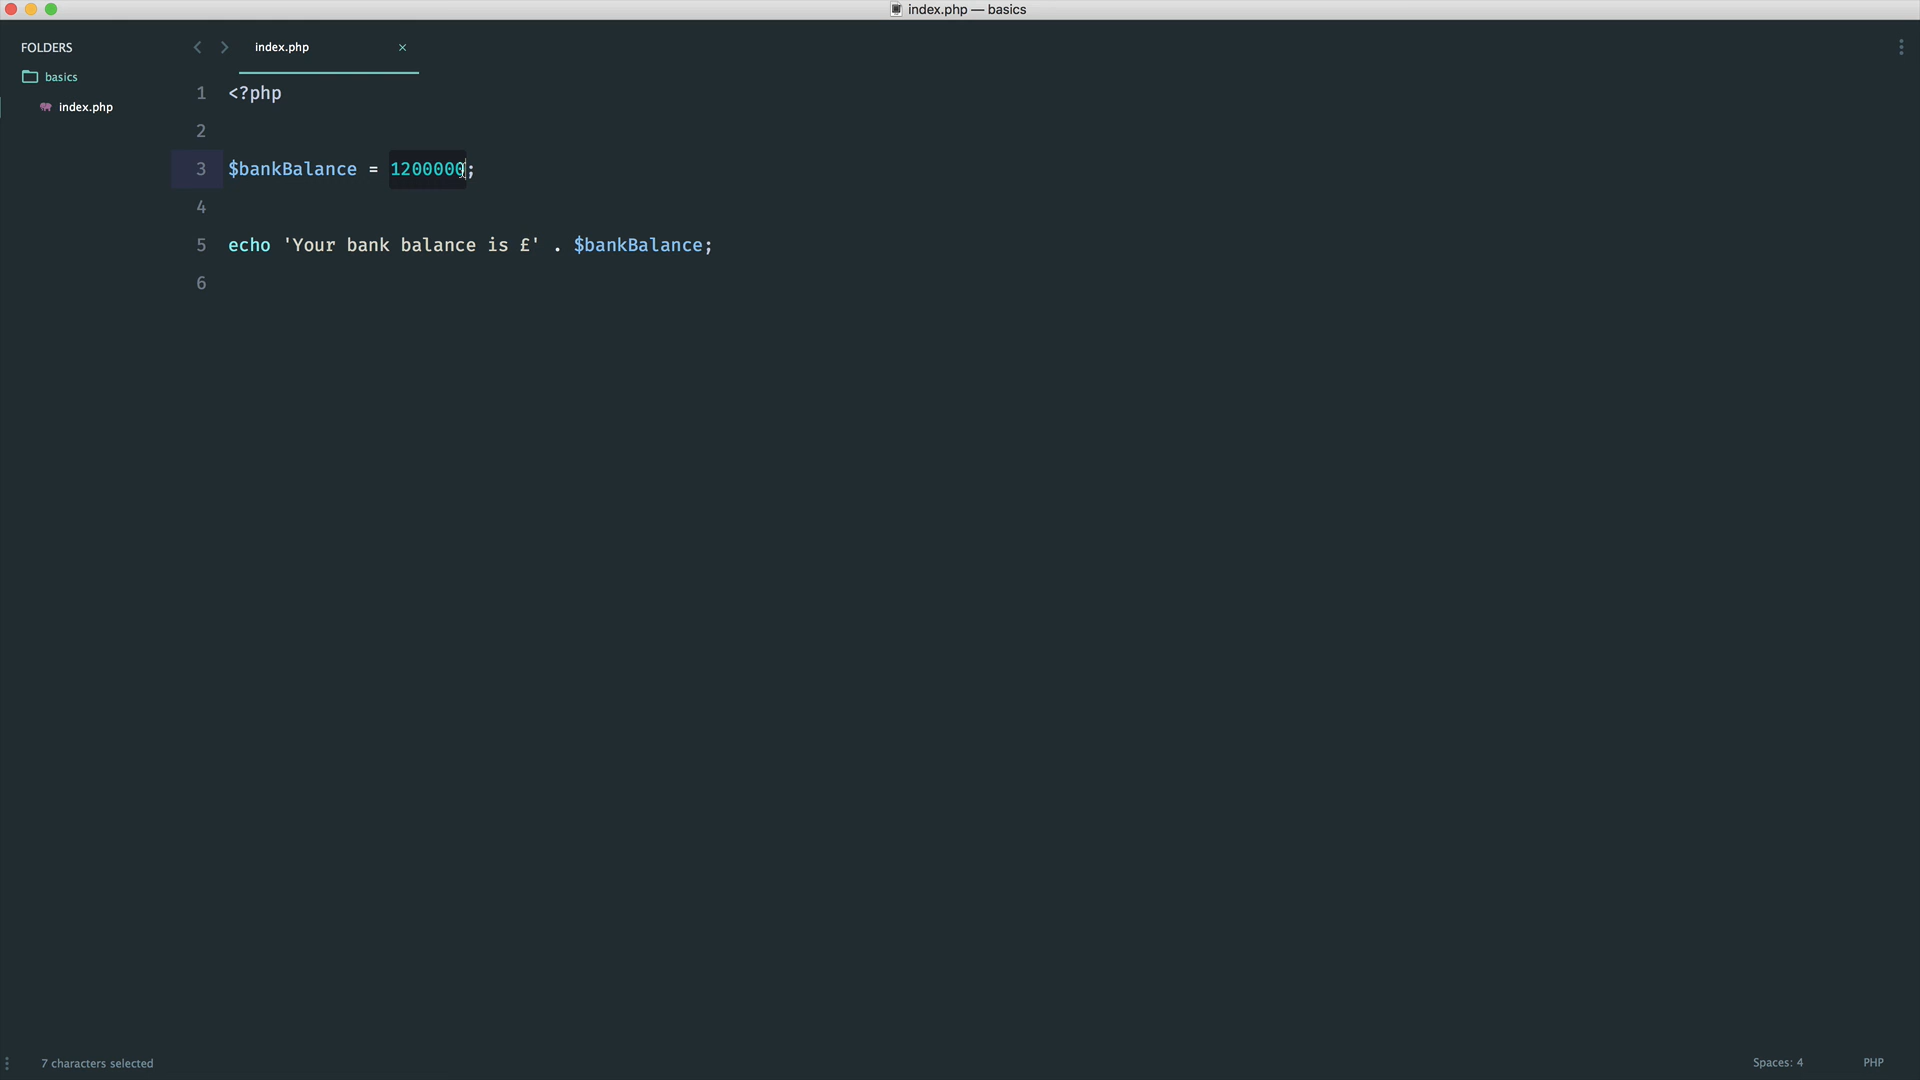 index.php — basics
FOLDERS
basics
index.php
index.php
1 <?php
2
3 $bankBalance = 1200000;
4
5 echo 'Your bank balance is £' . $bankBalance;
6
7 characters selected
Spaces: 4
PHP